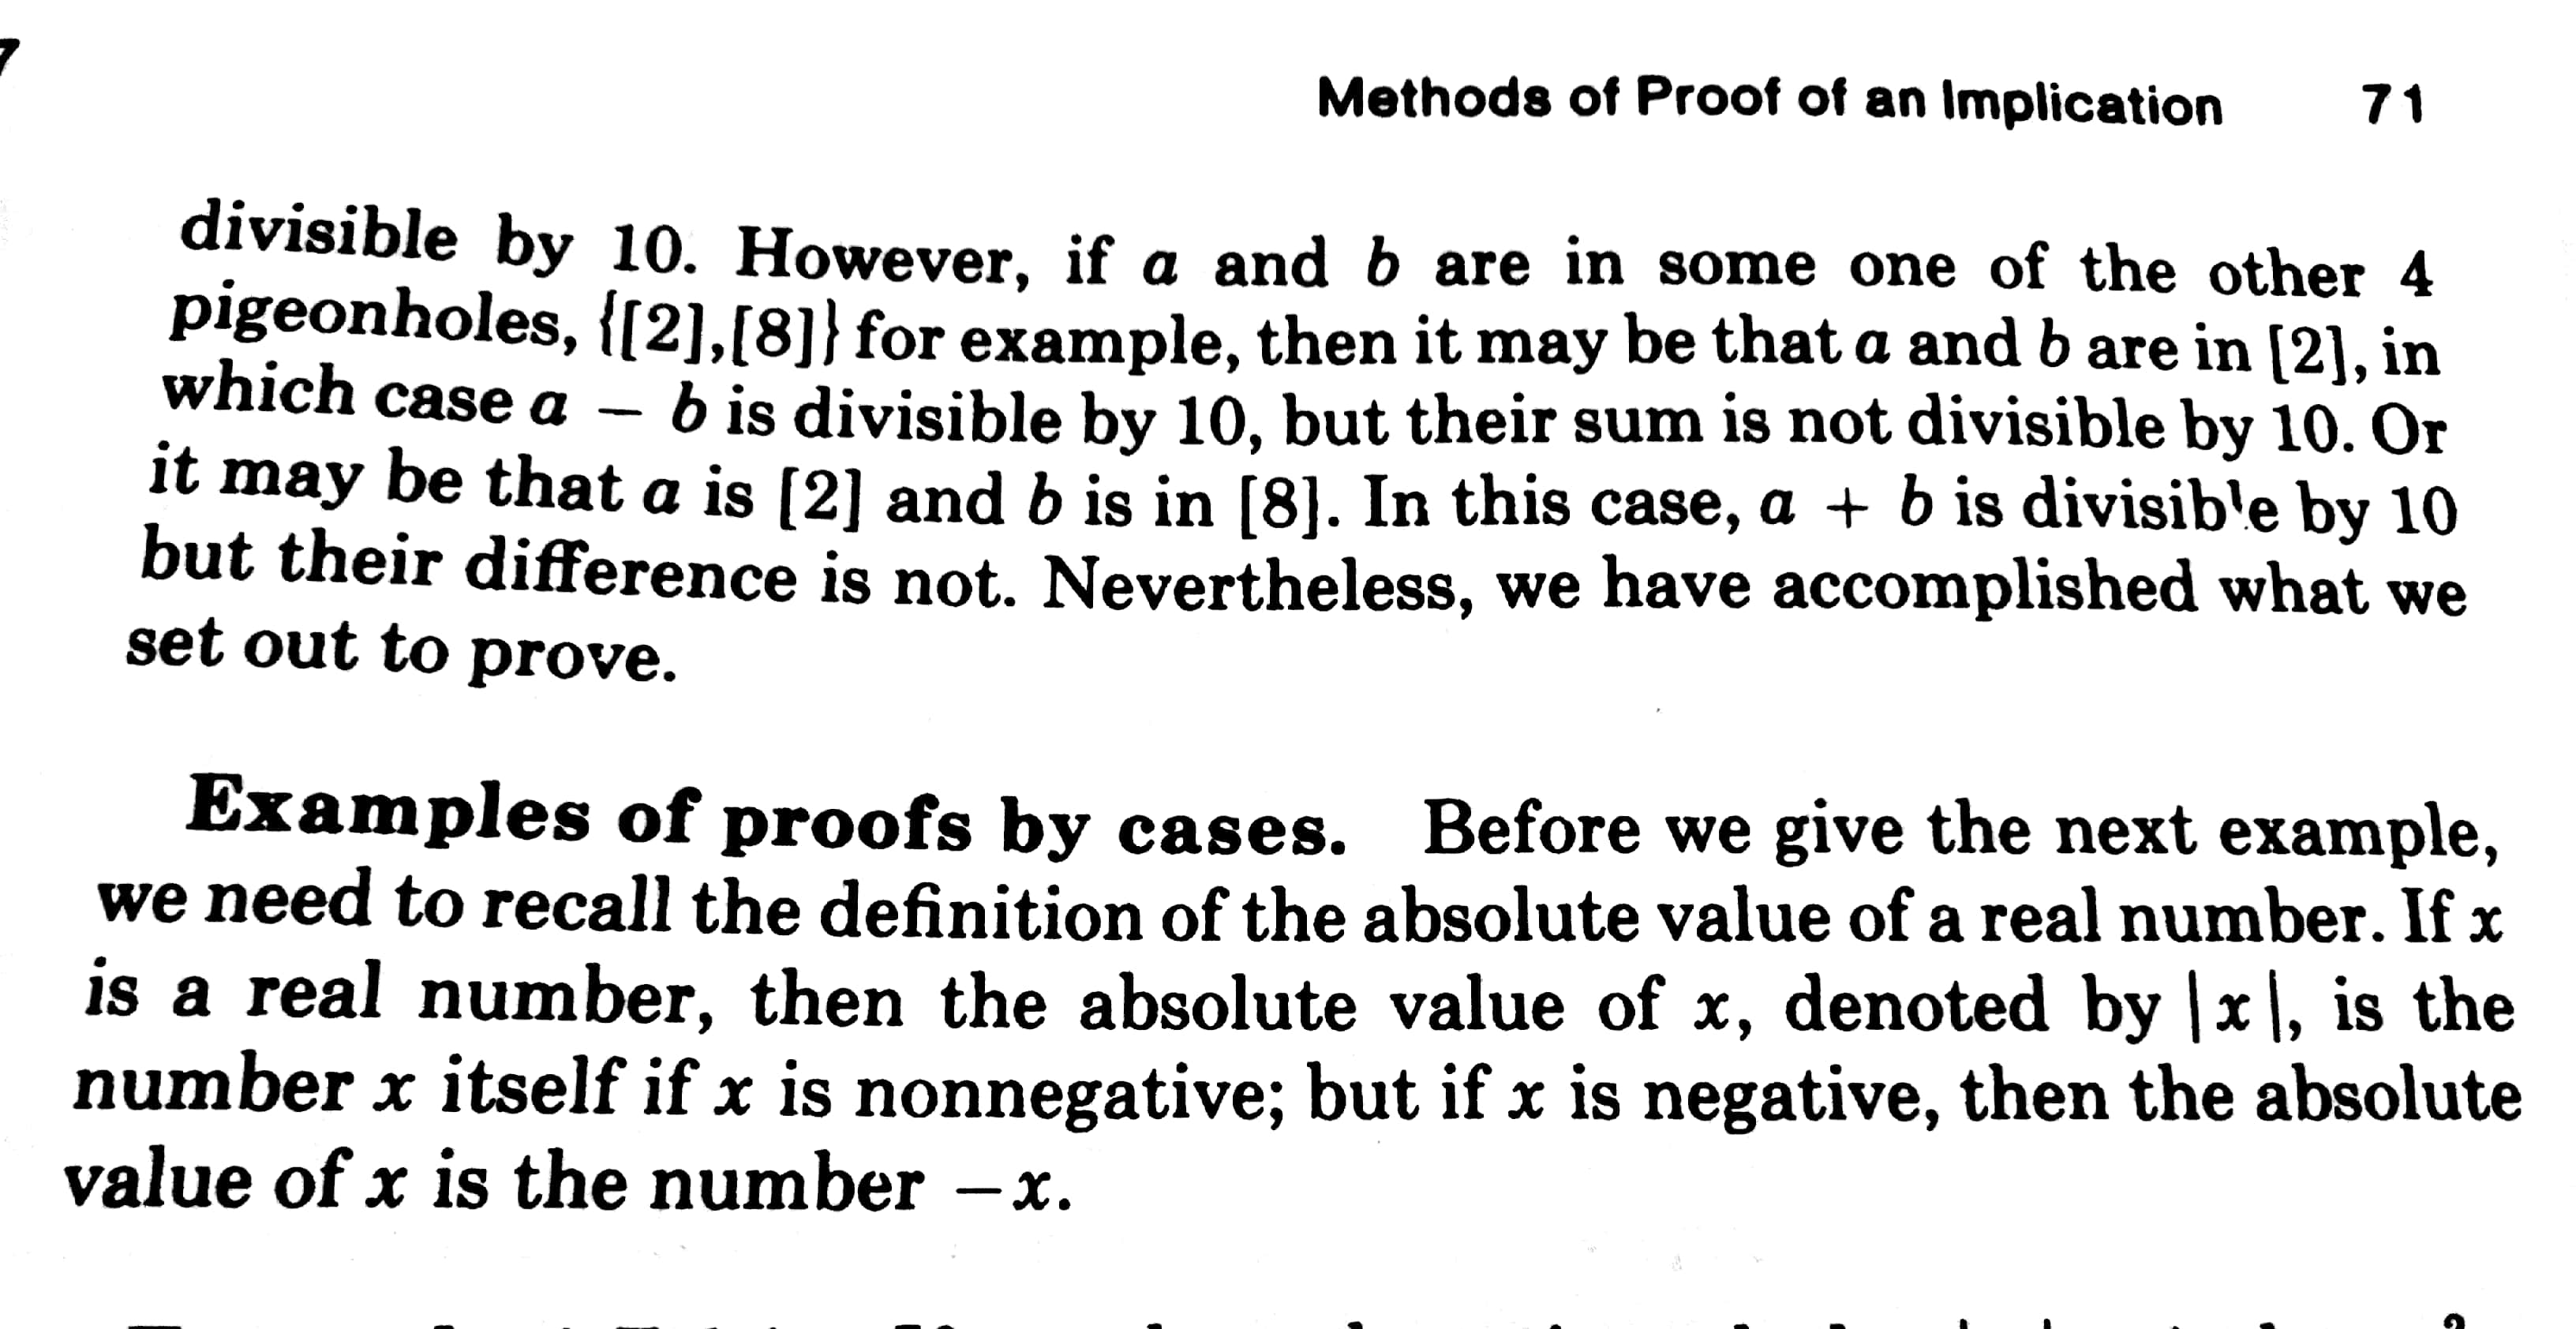 Methods of Proof of an Implication 71
divisible by 10. However, if a and b are in some one of the other 4
pigeonholes, {[2],[8]} for example, then it may be that a and b are in [2], in
which case a − b is divisible by 10, but their sum is not divisible by 10. Or
it may be that a is [2] and b is in [8]. In this case, a + b is divisible by 10
but their difference is not. Nevertheless, we have accomplished what we
set out to prove.
Examples of proofs by cases. Before we give the next example,
we need to recall the definition of the absolute value of a real number. If x
is a real number, then the absolute value of x, denoted by |x|, is the
number x itself if x is nonnegative; but if x is negative, then the absolute
value of x is the number −x.